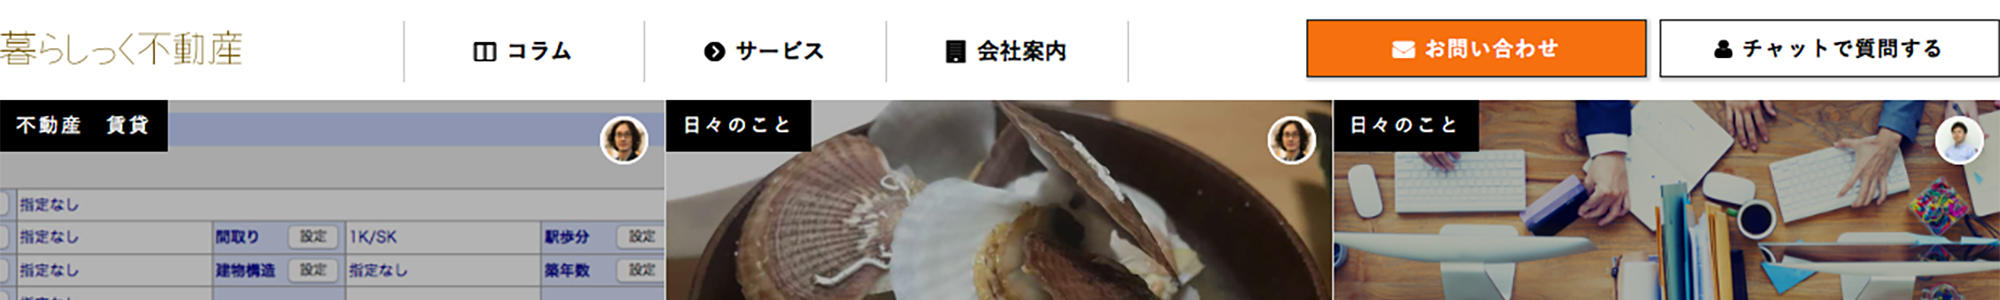 暮らしっく不動産
コラム
サービス
会社案内
お問い合わせ
チャットで質問する
不動産 賃貸
日々のこと
日々のこと
指定なし
指定なし 間取り 設定 1K/SK 駅歩分 設定
指定なし 建物構造 設定 指定なし 築年数 設定